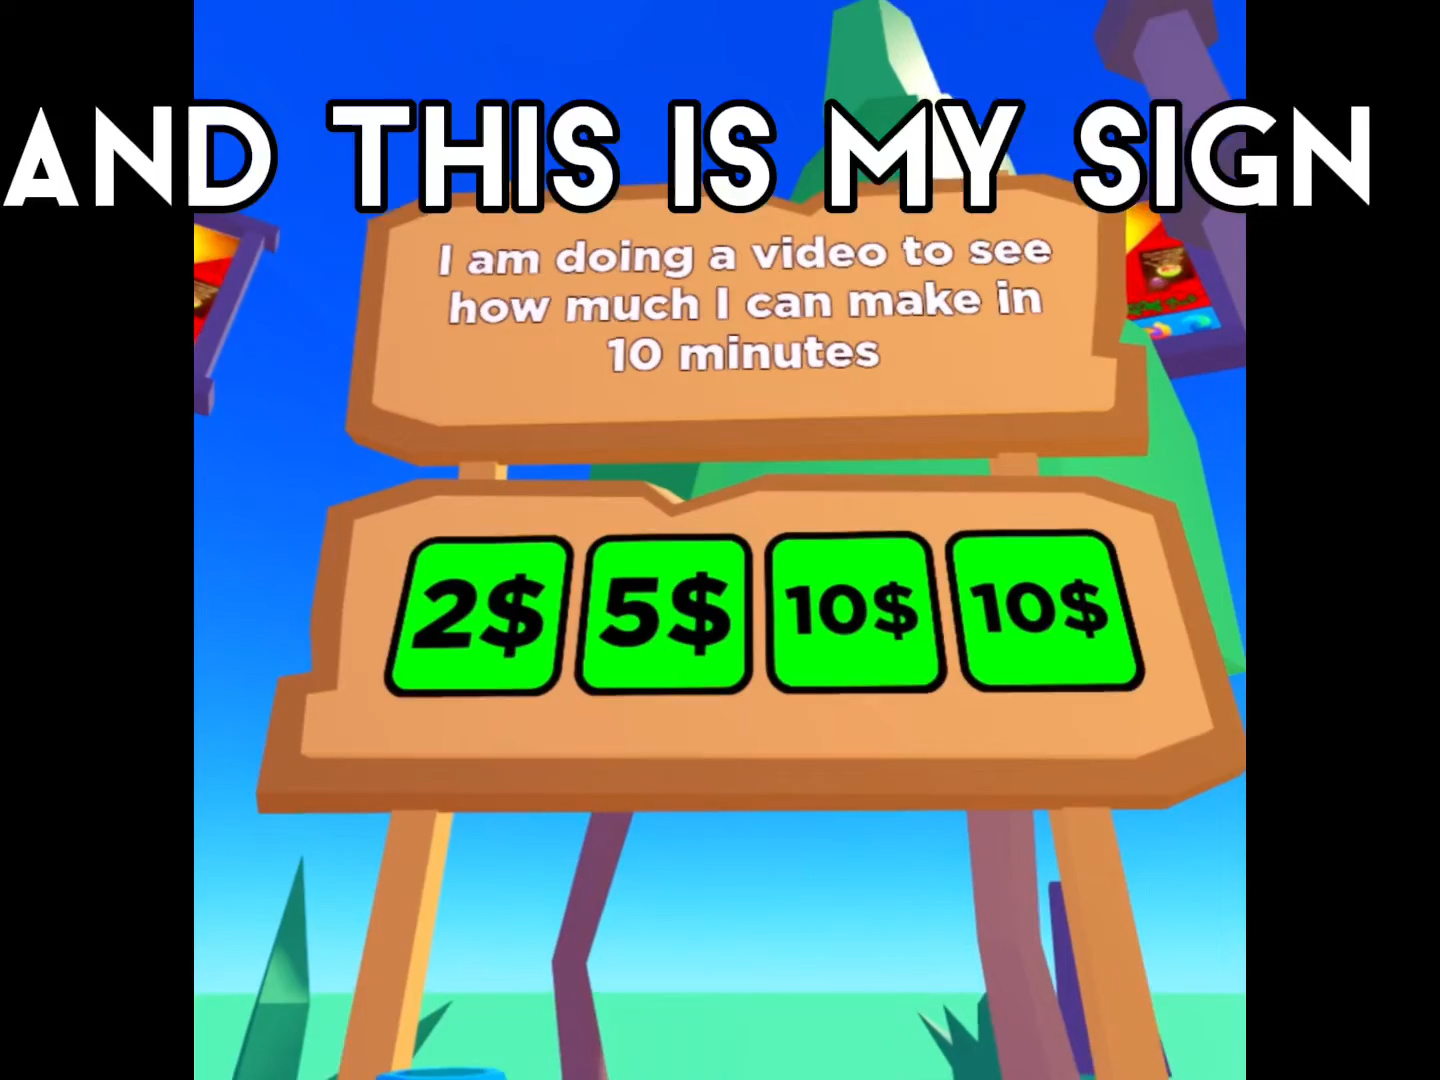 AND THIS IS MY SIGN
I am doing a video to see
how much I can make in
10 minutes
2$ 5$ 10$ 10$